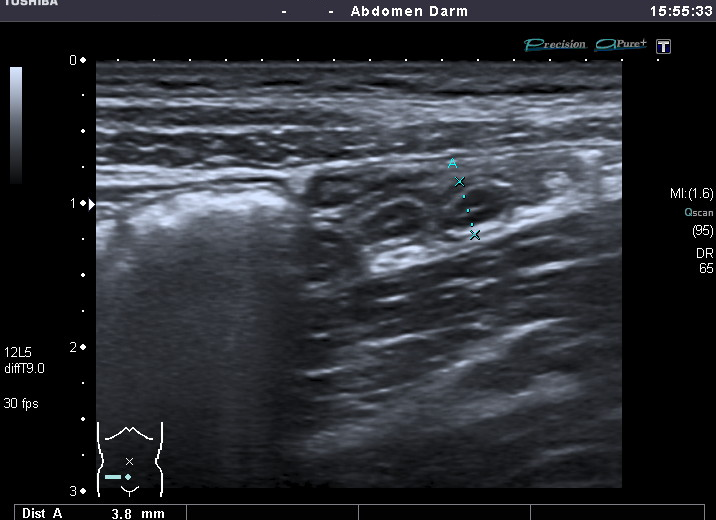 TOSHIBA
- - Abdomen Darm 15:55:33
Precision APure+ T
0
A
1
2
3
MI:(1.6)
Qscan
(95)
DR
65
12L5
diffT9.0
30 fps
Dist A 3.8 mm